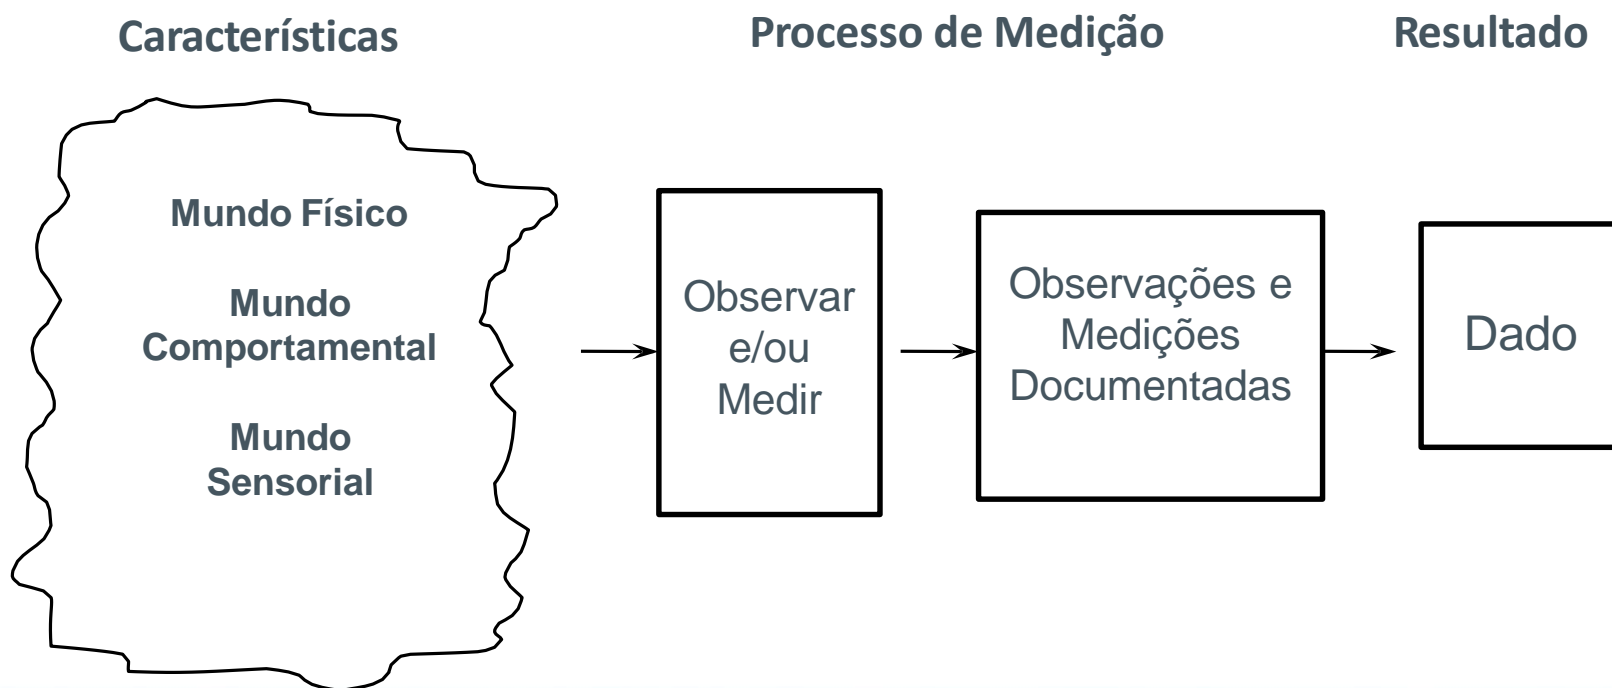 Características
Processo de Medição
Resultado
Mundo Físico
Mundo
Comportamental
Mundo
Sensorial
Observar
e/ou
Medir
Observações e
Medições
Documentadas
Dado